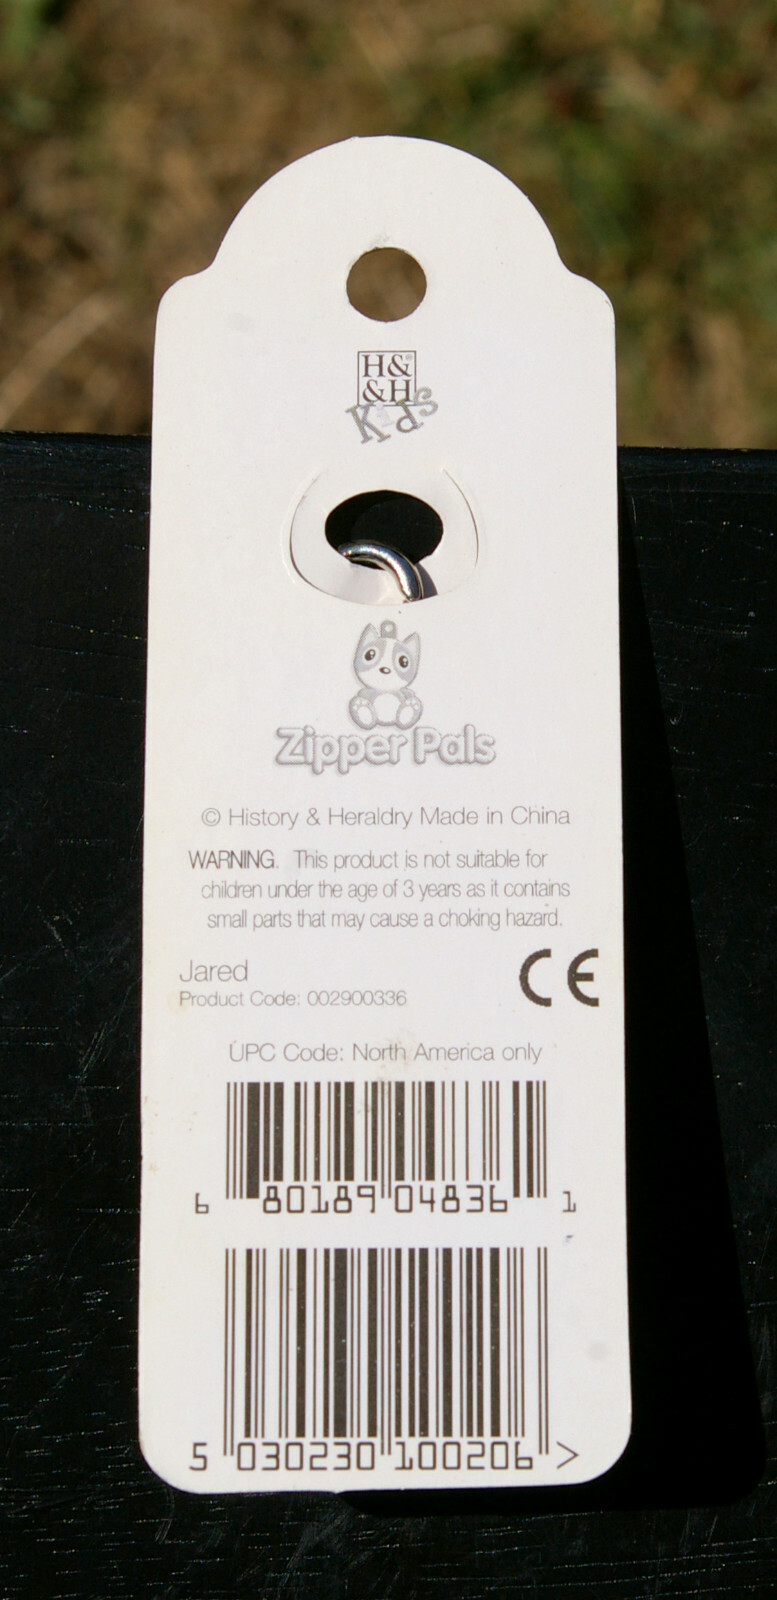 H&®
&H
Kids
Zipper Pals
© History & Heraldry Made in China
WARNING. This product is not suitable for
children under the age of 3 years as it contains
small parts that may cause a choking hazard.
Jared
CE
Product Code: 002900336
UPC Code: North America only
6 80189 04836 1
5 030230 100206 >